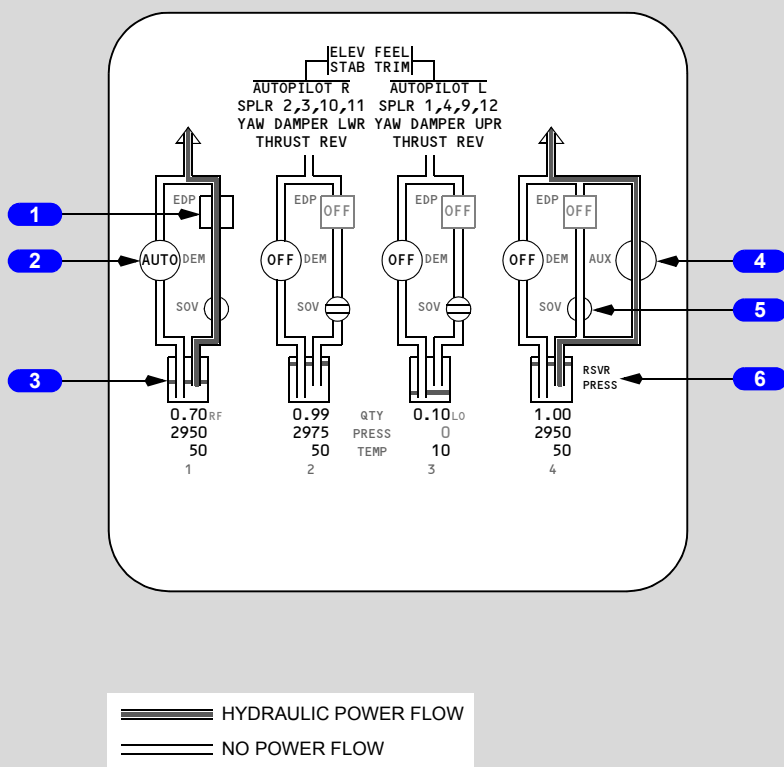 ELEV FEEL
STAB TRIM
AUTOPILOT R AUTOPILOT L
SPLR 2,3,10,11 SPLR 1,4,9,12
YAW DAMPER LWR YAW DAMPER UPR
THRUST REV THRUST REV
1 EDP EDP OFF EDP OFF EDP OFF
2 AUTO DEM OFF DEM OFF DEM OFF DEM AUX 4
SOV SOV SOV SOV 5
3 RSVR PRESS 6
0.70 RF 0.99 QTY 0.10 LO 1.00
2950 2975 PRESS 0 2950
50 50 TEMP 10 50
1 2 3 4
HYDRAULIC POWER FLOW
NO POWER FLOW